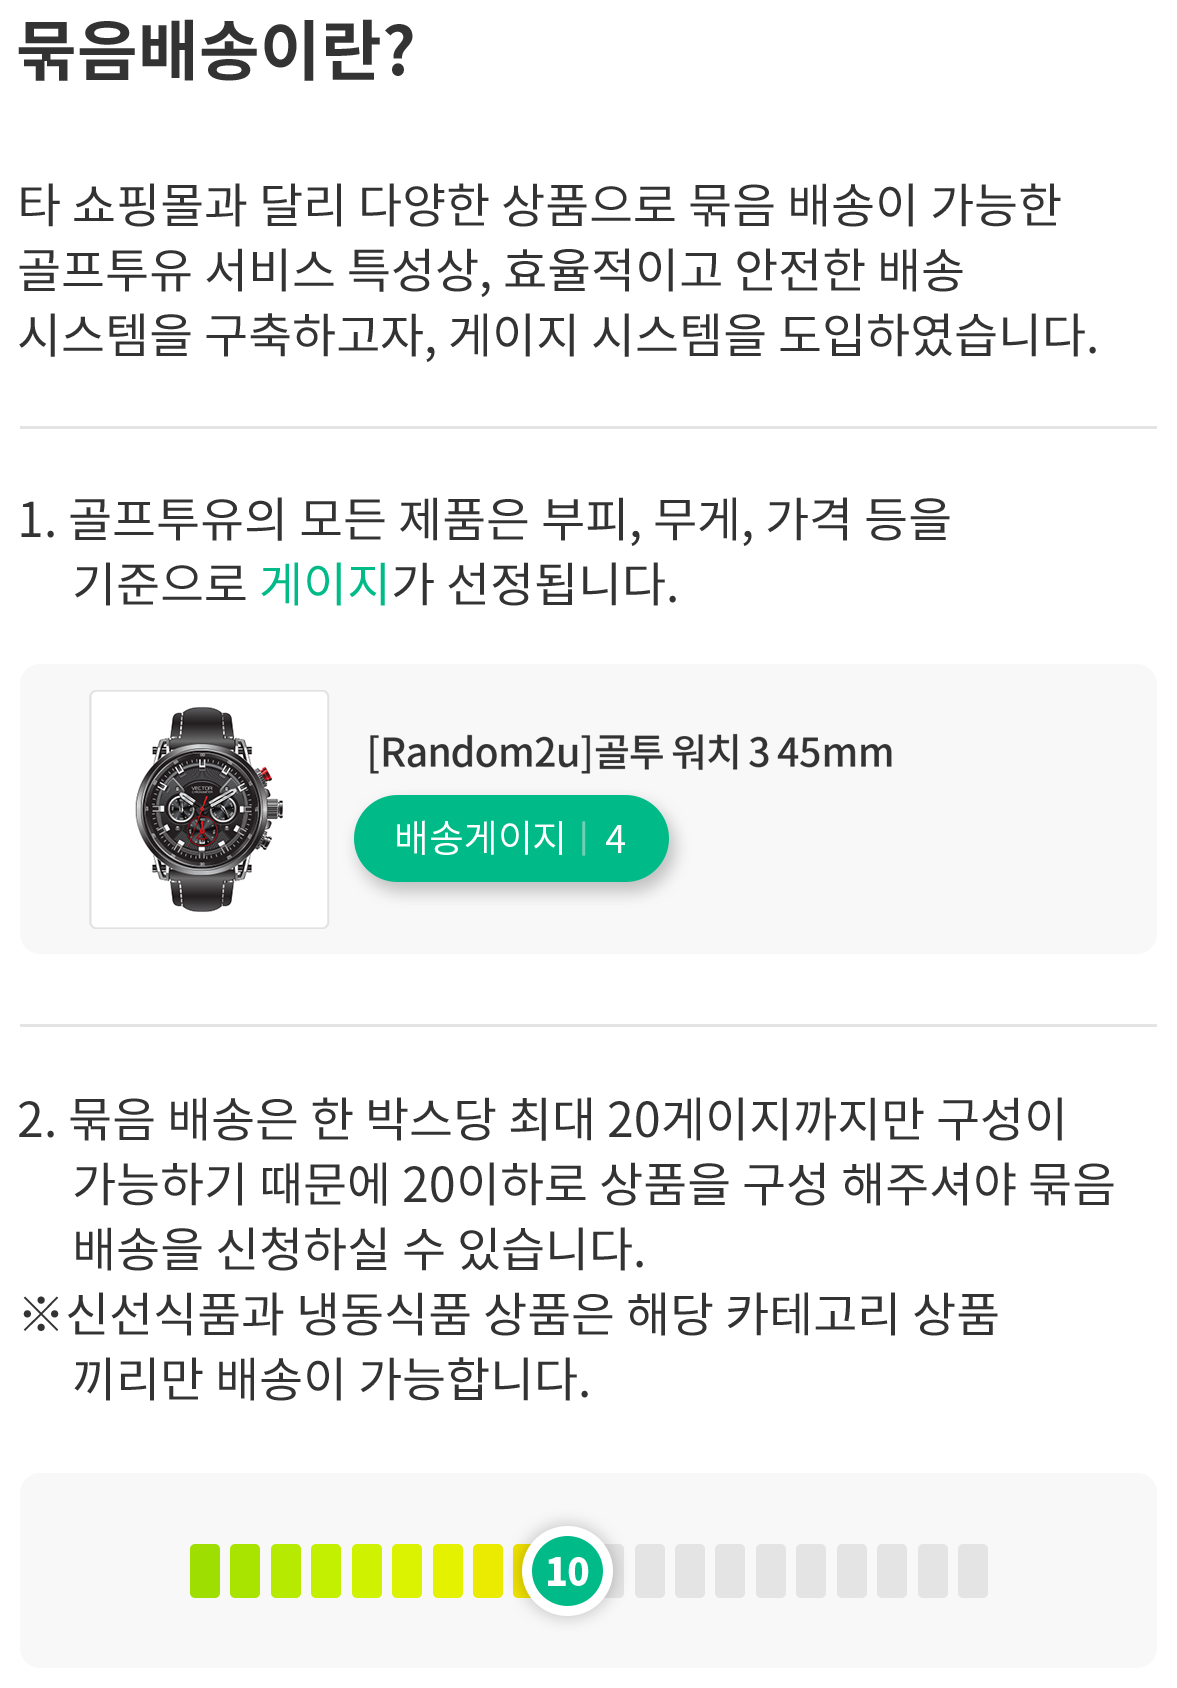 묶음배송이란?
타 쇼핑몰과 달리 다양한 상품으로 묶음 배송이 가능한
골프투유 서비스 특성상, 효율적이고 안전한 배송
시스템을 구축하고자, 게이지 시스템을 도입하였습니다.
1. 골프투유의 모든 제품은 부피, 무게, 가격 등을
기준으로 게이지가 선정됩니다.
[Random2u]골투 워치 3 45mm
VECTOR
배송게이지 | 4
2. 묶음 배송은 한 박스당 최대 20게이지까지만 구성이
가능하기 때문에 20이하로 상품을 구성 해주셔야 묶음
배송을 신청하실 수 있습니다.
※신선식품과 냉동식품 상품은 해당 카테고리 상품
끼리만 배송이 가능합니다.
10